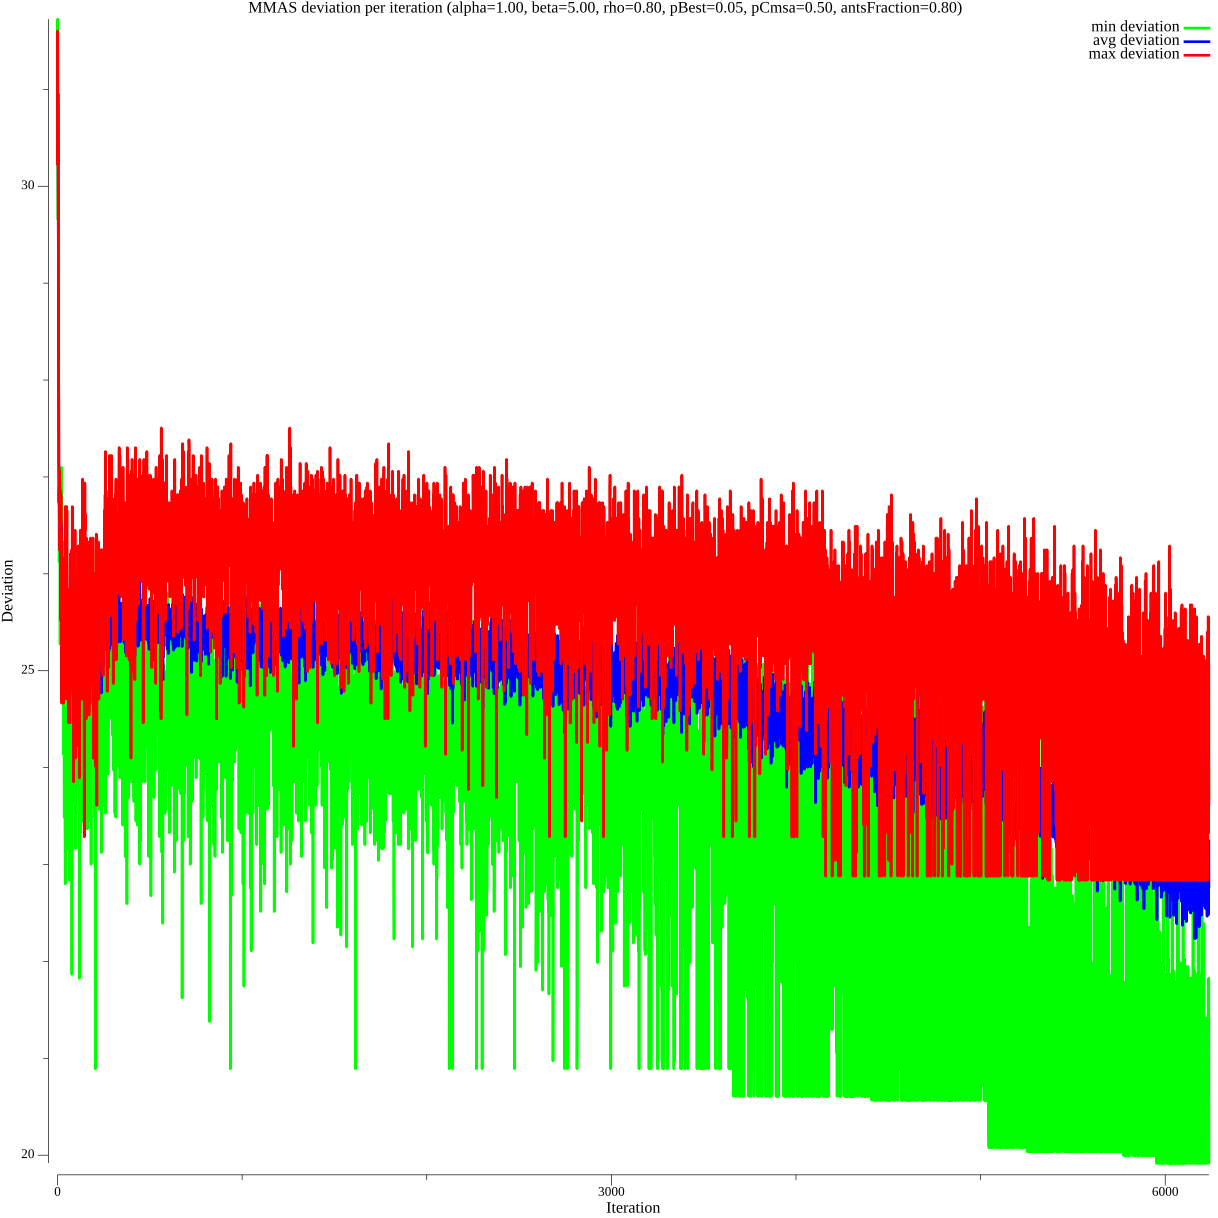 MMAS deviation per iteration (alpha=1.00, beta=5.00, rho=0.80, pBest=0.05, pCmsa=0.50, antsFraction=0.80)
min deviation
avg deviation
max deviation
30
25
20
Deviation
0
3000
6000
Iteration